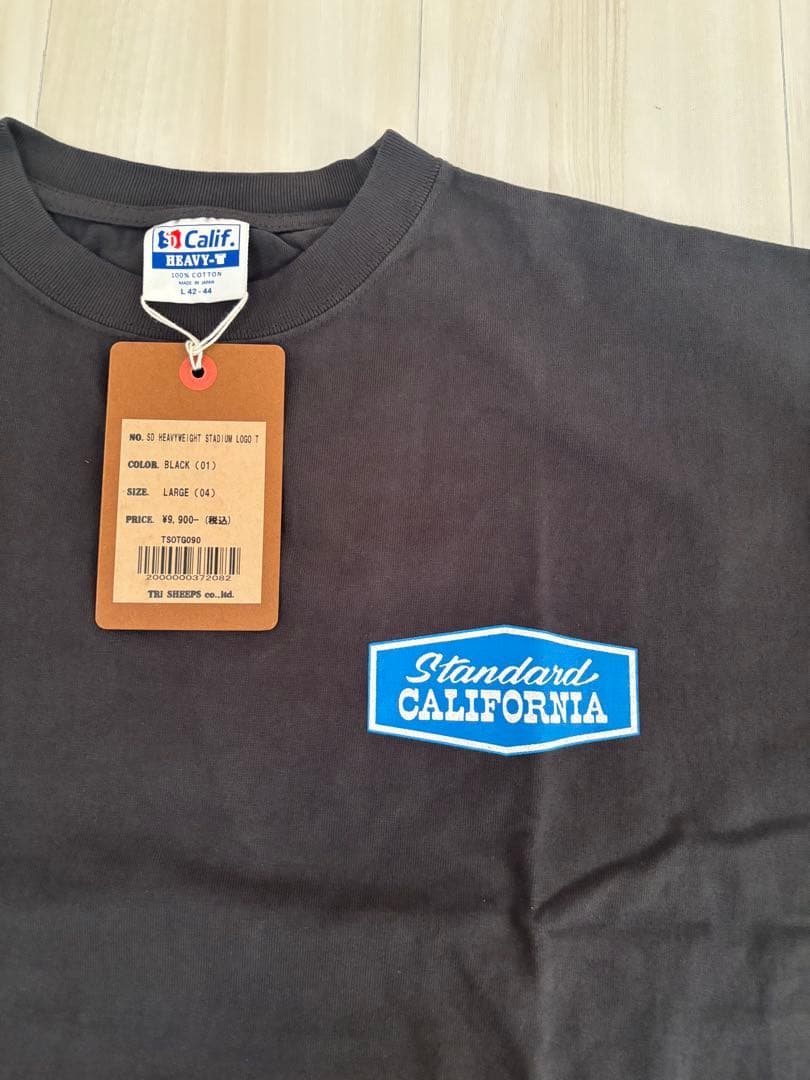 SD Calif.
HEAVY-T
100% COTTON
MADE IN JAPAN
L 42-44
NO. SD HEAVYWEIGHT STADIUM LOGO T
COLOR. BLACK (01)
SIZE. LARGE (04)
PRICE. ¥9,900- (税込)
TSOTG090
2000000372082
TRI SHEEPS co.,ltd.
Standard
CALIFORNIA